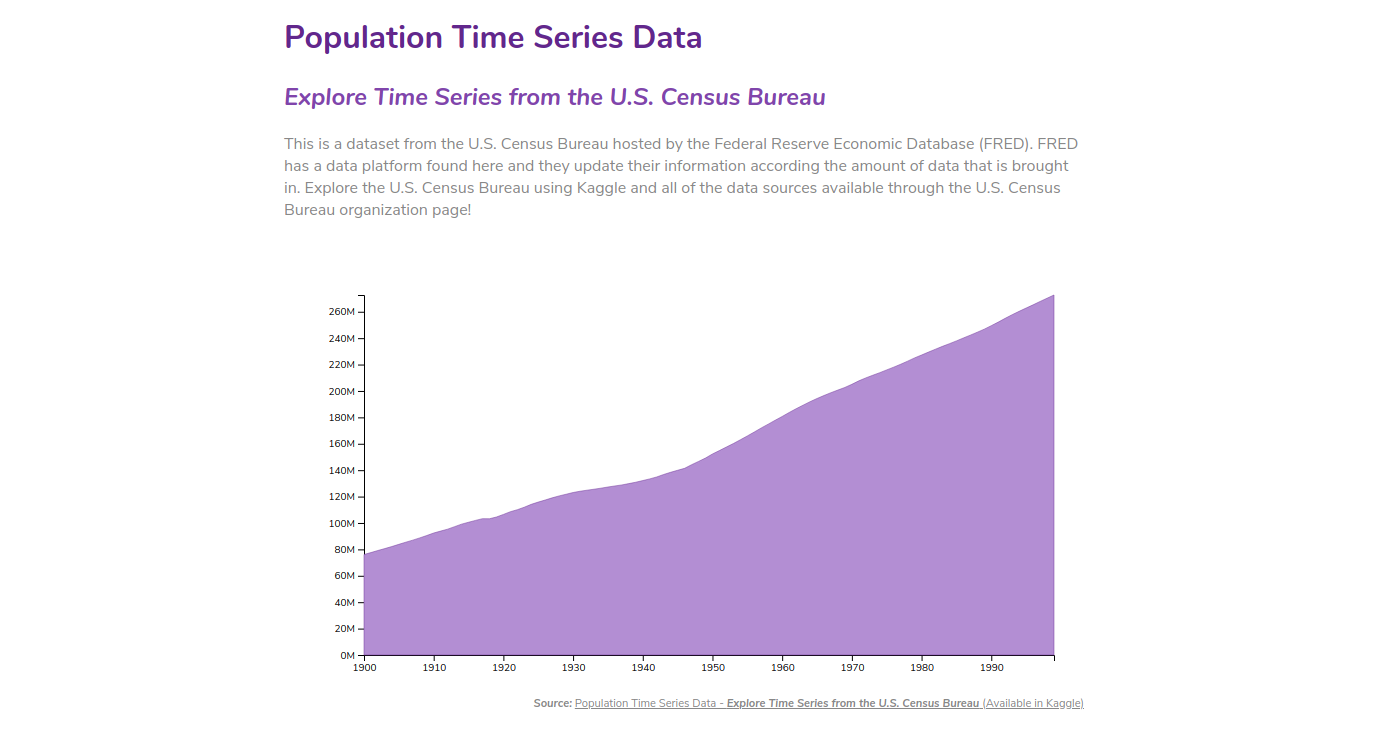 Population Time Series Data
Explore Time Series from the U.S. Census Bureau
This is a dataset from the U.S. Census Bureau hosted by the Federal Reserve Economic Database (FRED). FRED
has a data platform found here and they update their information according the amount of data that is brought
in. Explore the U.S. Census Bureau using Kaggle and all of the data sources available through the U.S. Census
Bureau organization page!
260M
240M
220M
200M
180M
160M
140M
120M
100M
80M
60M
40M
20M
0M
1900 1910 1920 1930 1940 1950 1960 1970 1980 1990
Source: Population Time Series Data - Explore Time Series from the U.S. Census Bureau (Available in Kaggle)